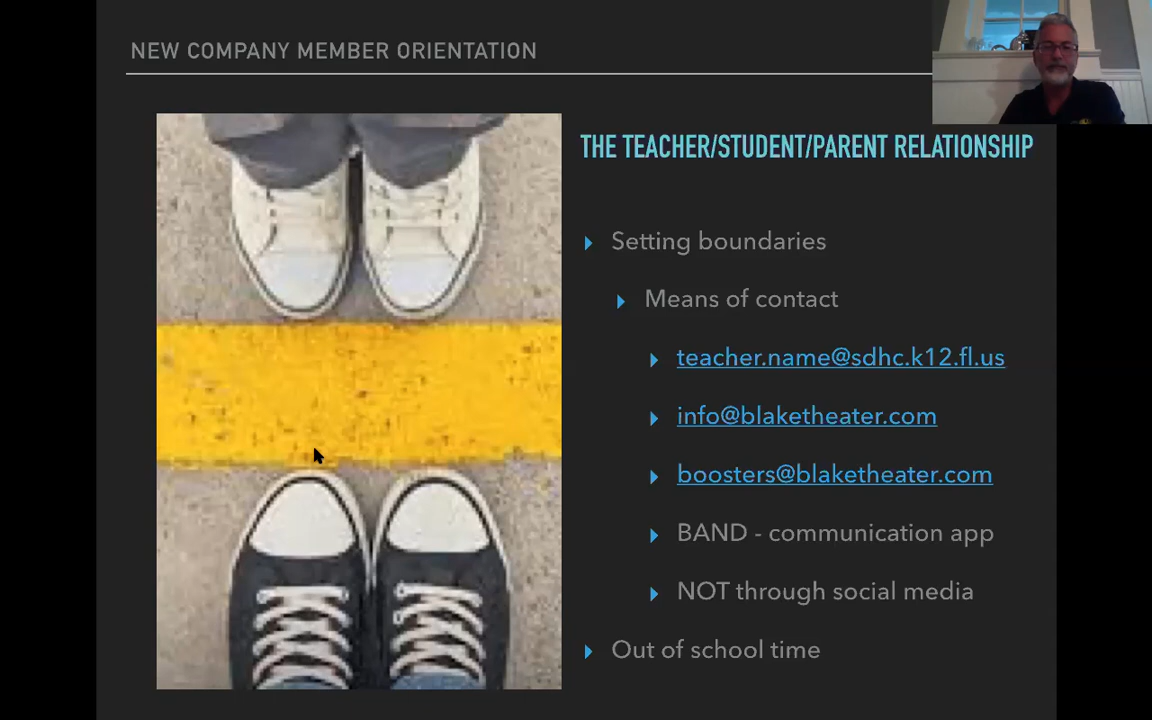 NEW COMPANY MEMBER ORIENTATION
THE TEACHER/STUDENT/PARENT RELATIONSHIP
Setting boundaries
Means of contact
teacher.name@sdhc.k12.fl.us
info@blaketheater.com
boosters@blaketheater.com
BAND - communication app
NOT through social media
Out of school time